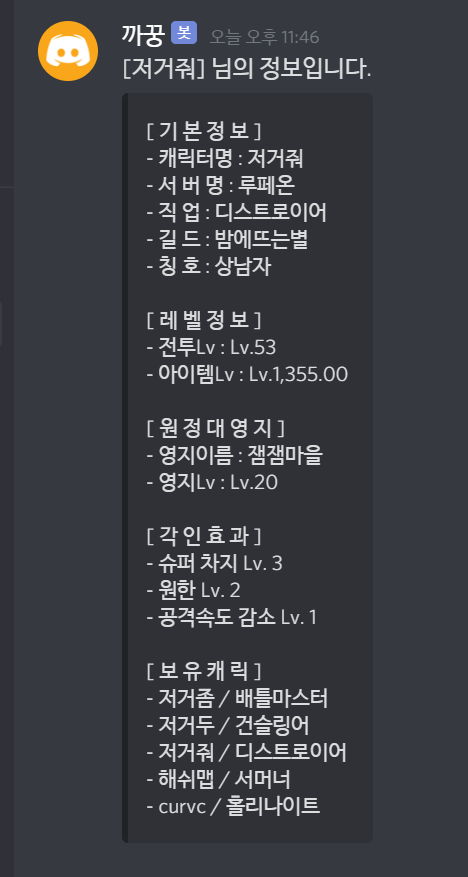 까꿍 봇 오늘 오후 11:46
[저거줘] 님의 정보입니다.
[ 기 본 정 보 ]
- 캐릭터명 : 저거줘
- 서 버 명 : 루페온
- 직 업 : 디스트로이어
- 길 드 : 밤에뜨는별
- 칭 호 : 상남자
[ 레 벨 정 보 ]
- 전투Lv : Lv.53
- 아이템Lv : Lv.1,355.00
[ 원 정 대 영 지 ]
- 영지이름 : 잼잼마을
- 영지Lv : Lv.20
[ 각 인 효 과 ]
- 슈퍼 차지 Lv. 3
- 원한 Lv. 2
- 공격속도 감소 Lv. 1
[ 보 유 캐 릭 ]
- 저거좀 / 배틀마스터
- 저거두 / 건슬링어
- 저거줘 / 디스트로이어
- 해쉬맵 / 서머너
- curvc / 홀리나이트